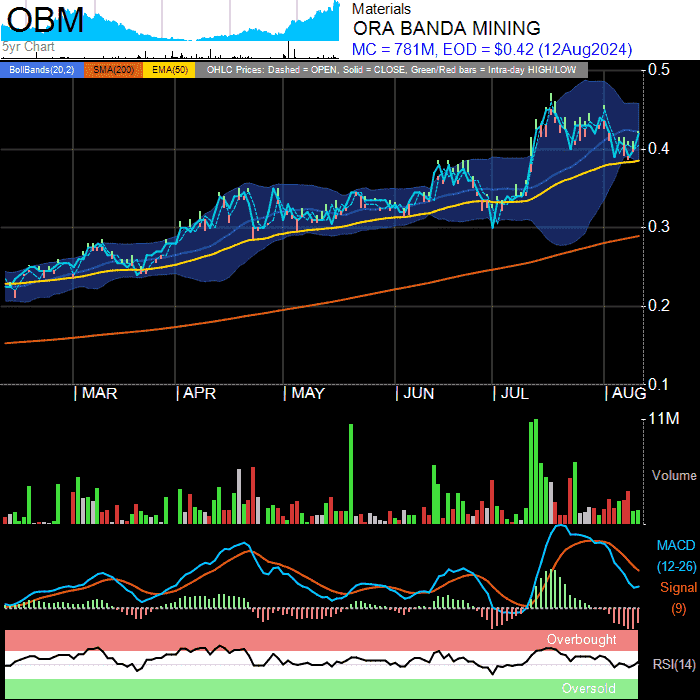 OBM
5yr Chart
Materials
ORA BANDA MINING
MC = 781M, EOD = $0.42 (12Aug2024)
BollBands(20,2) SMA(200) EMA(50) OHLC Prices: Dashed = OPEN, Solid = CLOSE, Green/Red bars = Intra-day HIGH/LOW
0.5
0.4
0.3
0.2
0.1
MAR APR MAY JUN JUL AUG
11M
Volume
MACD
(12-26)
Signal
(9)
Overbought
RSI(14)
Oversold